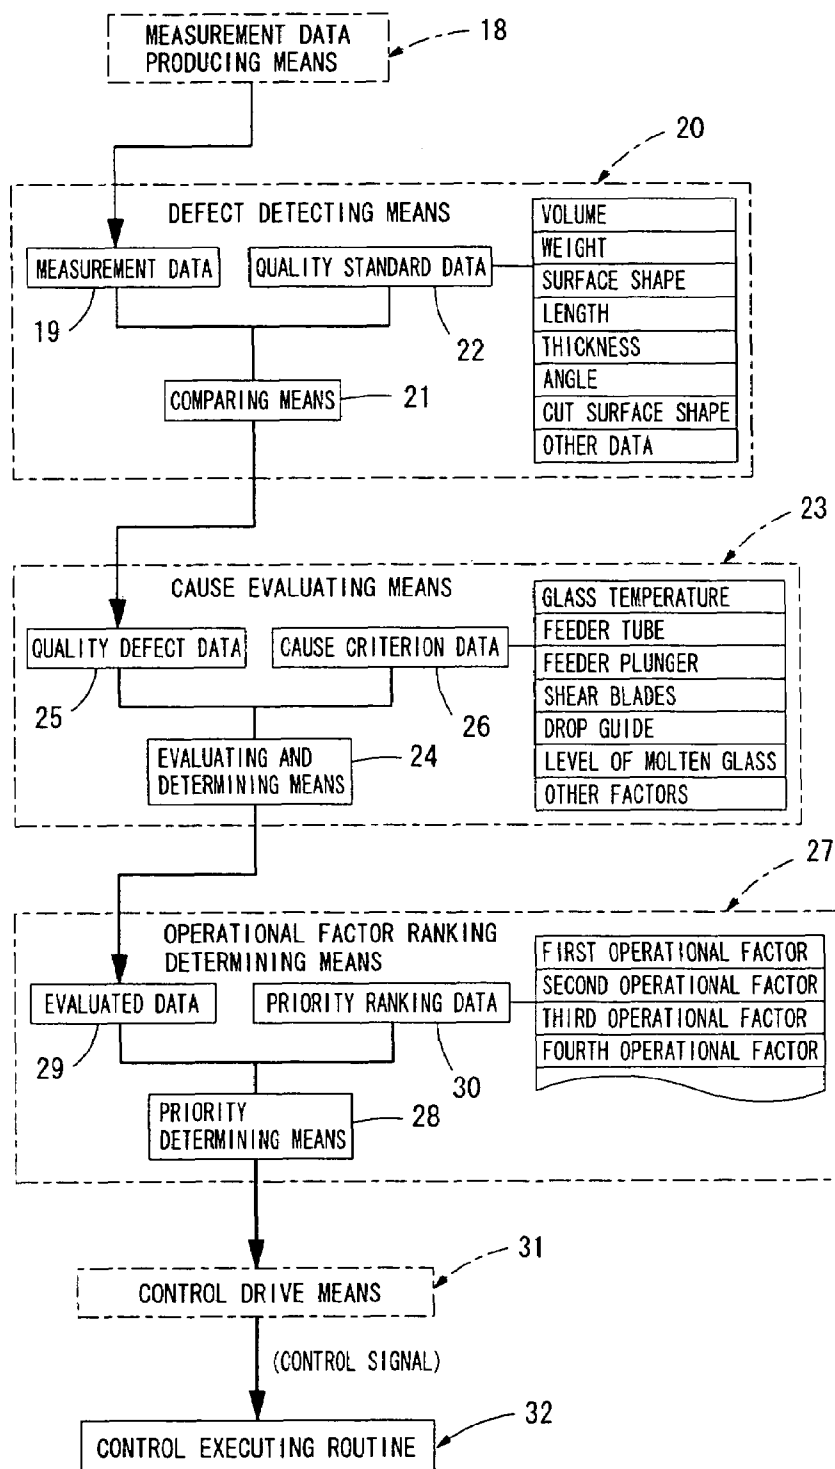 MEASUREMENT DATA
PRODUCING MEANS
18
20
DEFECT DETECTING MEANS
MEASUREMENT DATA
QUALITY STANDARD DATA
19
22
VOLUME
WEIGHT
SURFACE SHAPE
LENGTH
THICKNESS
ANGLE
CUT SURFACE SHAPE
OTHER DATA
COMPARING MEANS
21
23
CAUSE EVALUATING MEANS
QUALITY DEFECT DATA
CAUSE CRITERION DATA
25
26
GLASS TEMPERATURE
FEEDER TUBE
FEEDER PLUNGER
SHEAR BLADES
DROP GUIDE
LEVEL OF MOLTEN GLASS
OTHER FACTORS
EVALUATING AND
DETERMINING MEANS
24
27
OPERATIONAL FACTOR RANKING
DETERMINING MEANS
EVALUATED DATA
PRIORITY RANKING DATA
29
30
FIRST OPERATIONAL FACTOR
SECOND OPERATIONAL FACTOR
THIRD OPERATIONAL FACTOR
FOURTH OPERATIONAL FACTOR
PRIORITY
DETERMINING MEANS
28
31
CONTROL DRIVE MEANS
(CONTROL SIGNAL)
32
CONTROL EXECUTING ROUTINE